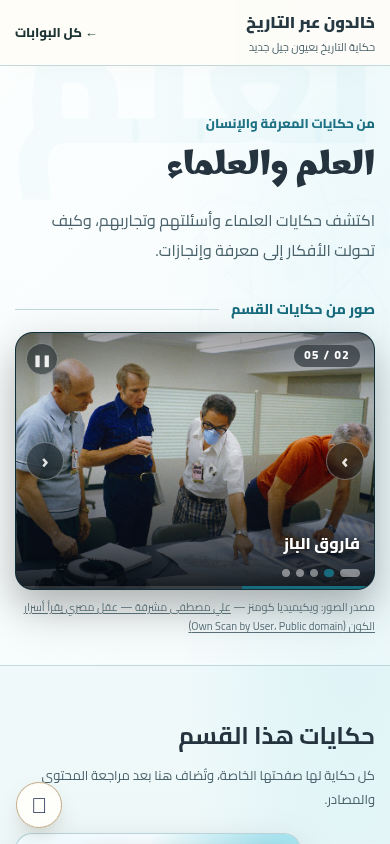 خالدون عبر التاريخ
حكاية التاريخ بعيون جيل جديد
← كل البوابات
من حكايات المعرفة والإنسان
العلم والعلماء
اكتشف حكايات العلماء وأسئلتهم وتجاربهم، وكيف
تحولت الأفكار إلى معرفة وإنجازات.
صور من حكايات القسم
02 / 05
فاروق الباز
مصدر الصور: ويكيميديا كومنز — علي مصطفى مشرفة — عقل مصري يقرأ أسرار
الكون (Own Scan by User، Public domain)
حكايات هذا القسم
كل حكاية لها صفحتها الخاصة، وتُضاف هنا بعد مراجعة المحتوى
والمصادر.